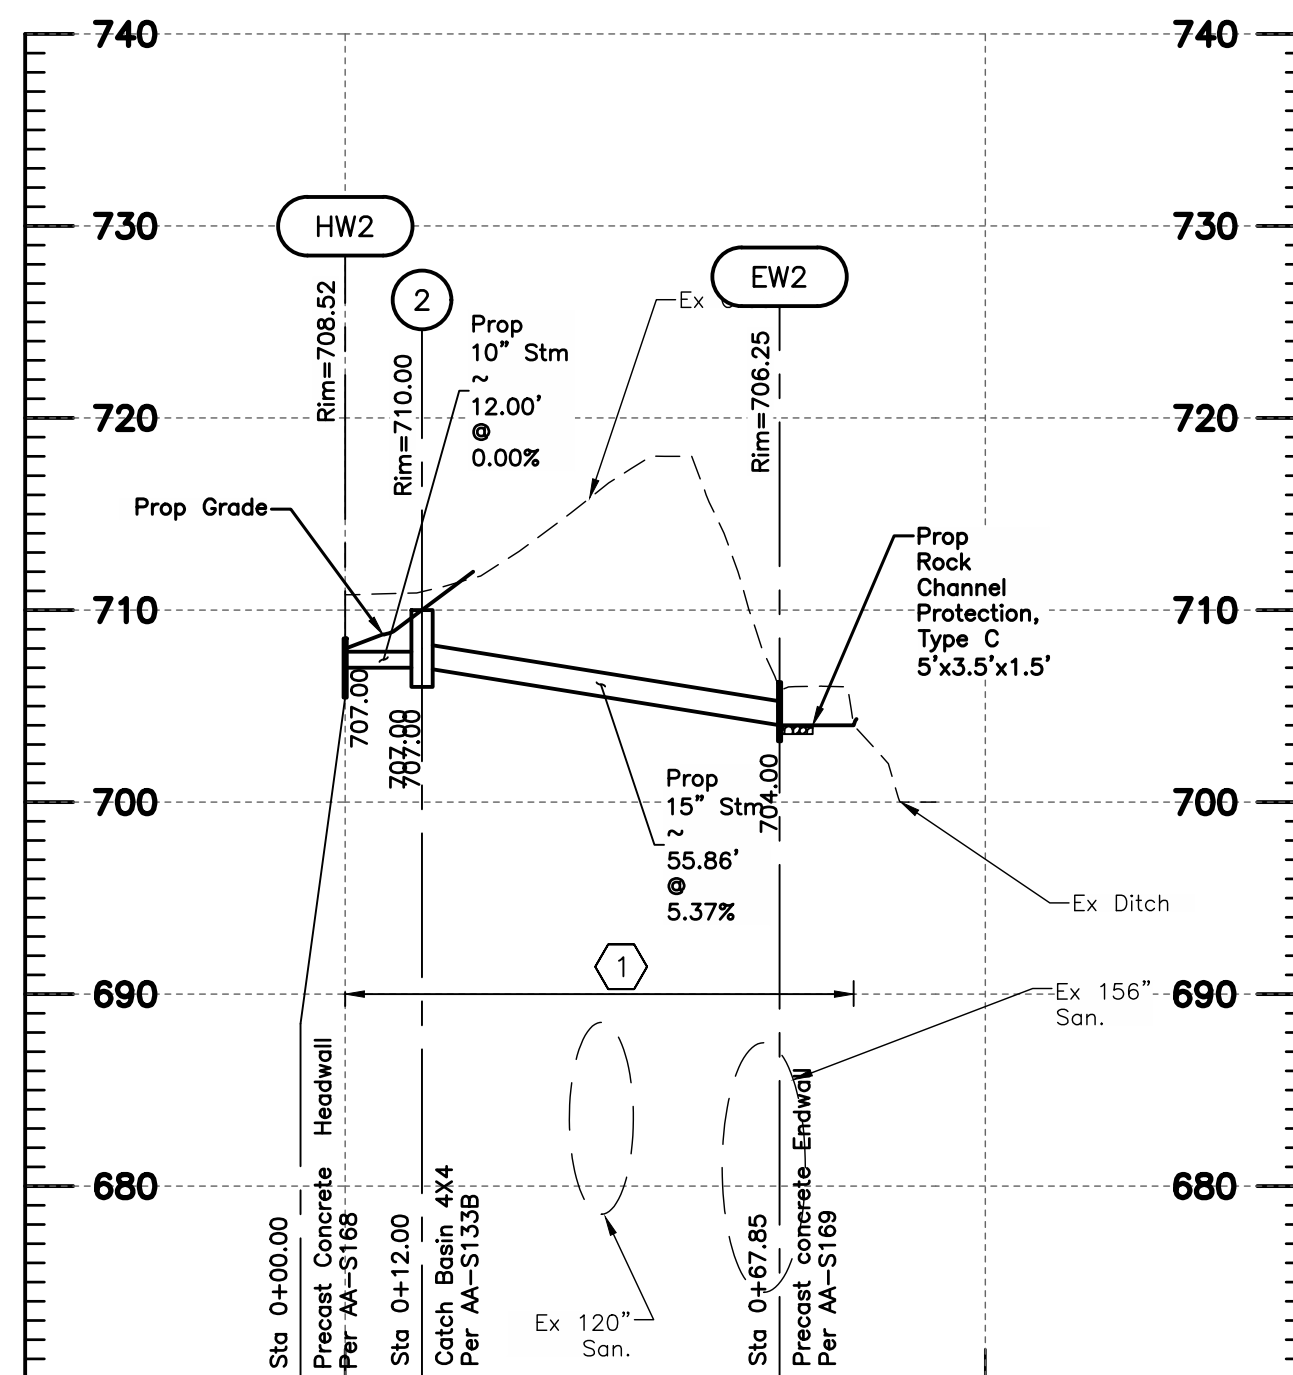 740
740
730
730
HW2
EW2
2
Ex
Rim=708.52
Rim=710.00
Rim=706.25
Prop
10" Stm
~
12.00'
@
0.00%
720
720
Prop Grade
Prop
Rock
Channel
Protection,
Type C
5'x3.5'x1.5'
710
710
707.00
707.00
707.00
704.00
Prop
15" Stm
~
55.86'
@
5.37%
700
700
Ex Ditch
1
690
690
Ex 156"
San.
680
680
Sta 0+00.00
Precast Concrete Headwall
Per AA-S168
Sta 0+12.00
Catch Basin 4X4
Per AA-S133B
Ex 120"
San.
Sta 0+67.85
Precast concrete Endwall
Per AA-S169